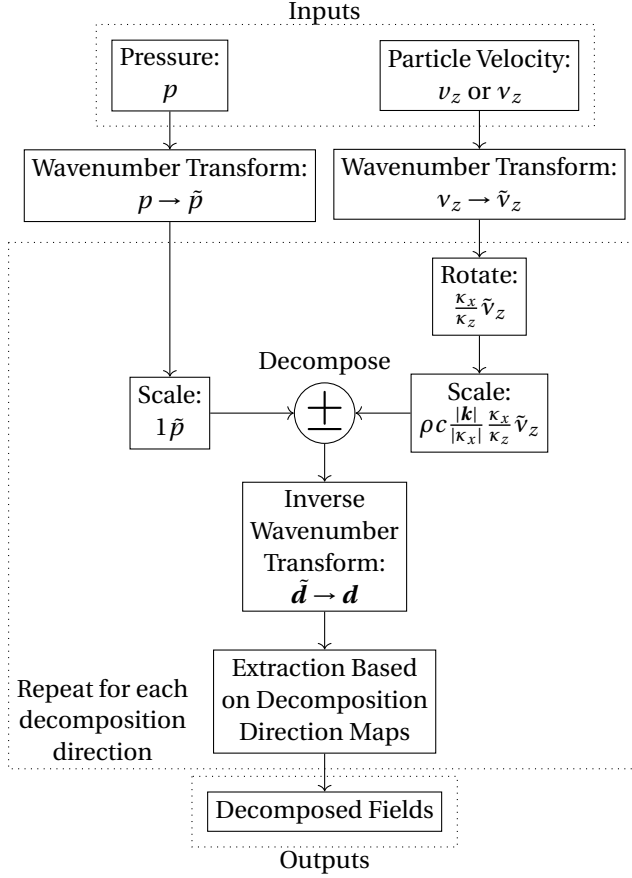 Inputs
Pressure:
p
Particle Velocity:
v_z or ν_z
Wavenumber Transform:
p → p̃
Wavenumber Transform:
ν_z → ν̃_z
Rotate:
κ_x/κ_z ν̃_z
Decompose
Scale:
1p̃
±
Scale:
ρc |k|/|κ_x| κ_x/κ_z ν̃_z
Inverse
Wavenumber
Transform:
d̃ → d
Extraction Based
on Decomposition
Direction Maps
Repeat for each
decomposition
direction
Decomposed Fields
Outputs